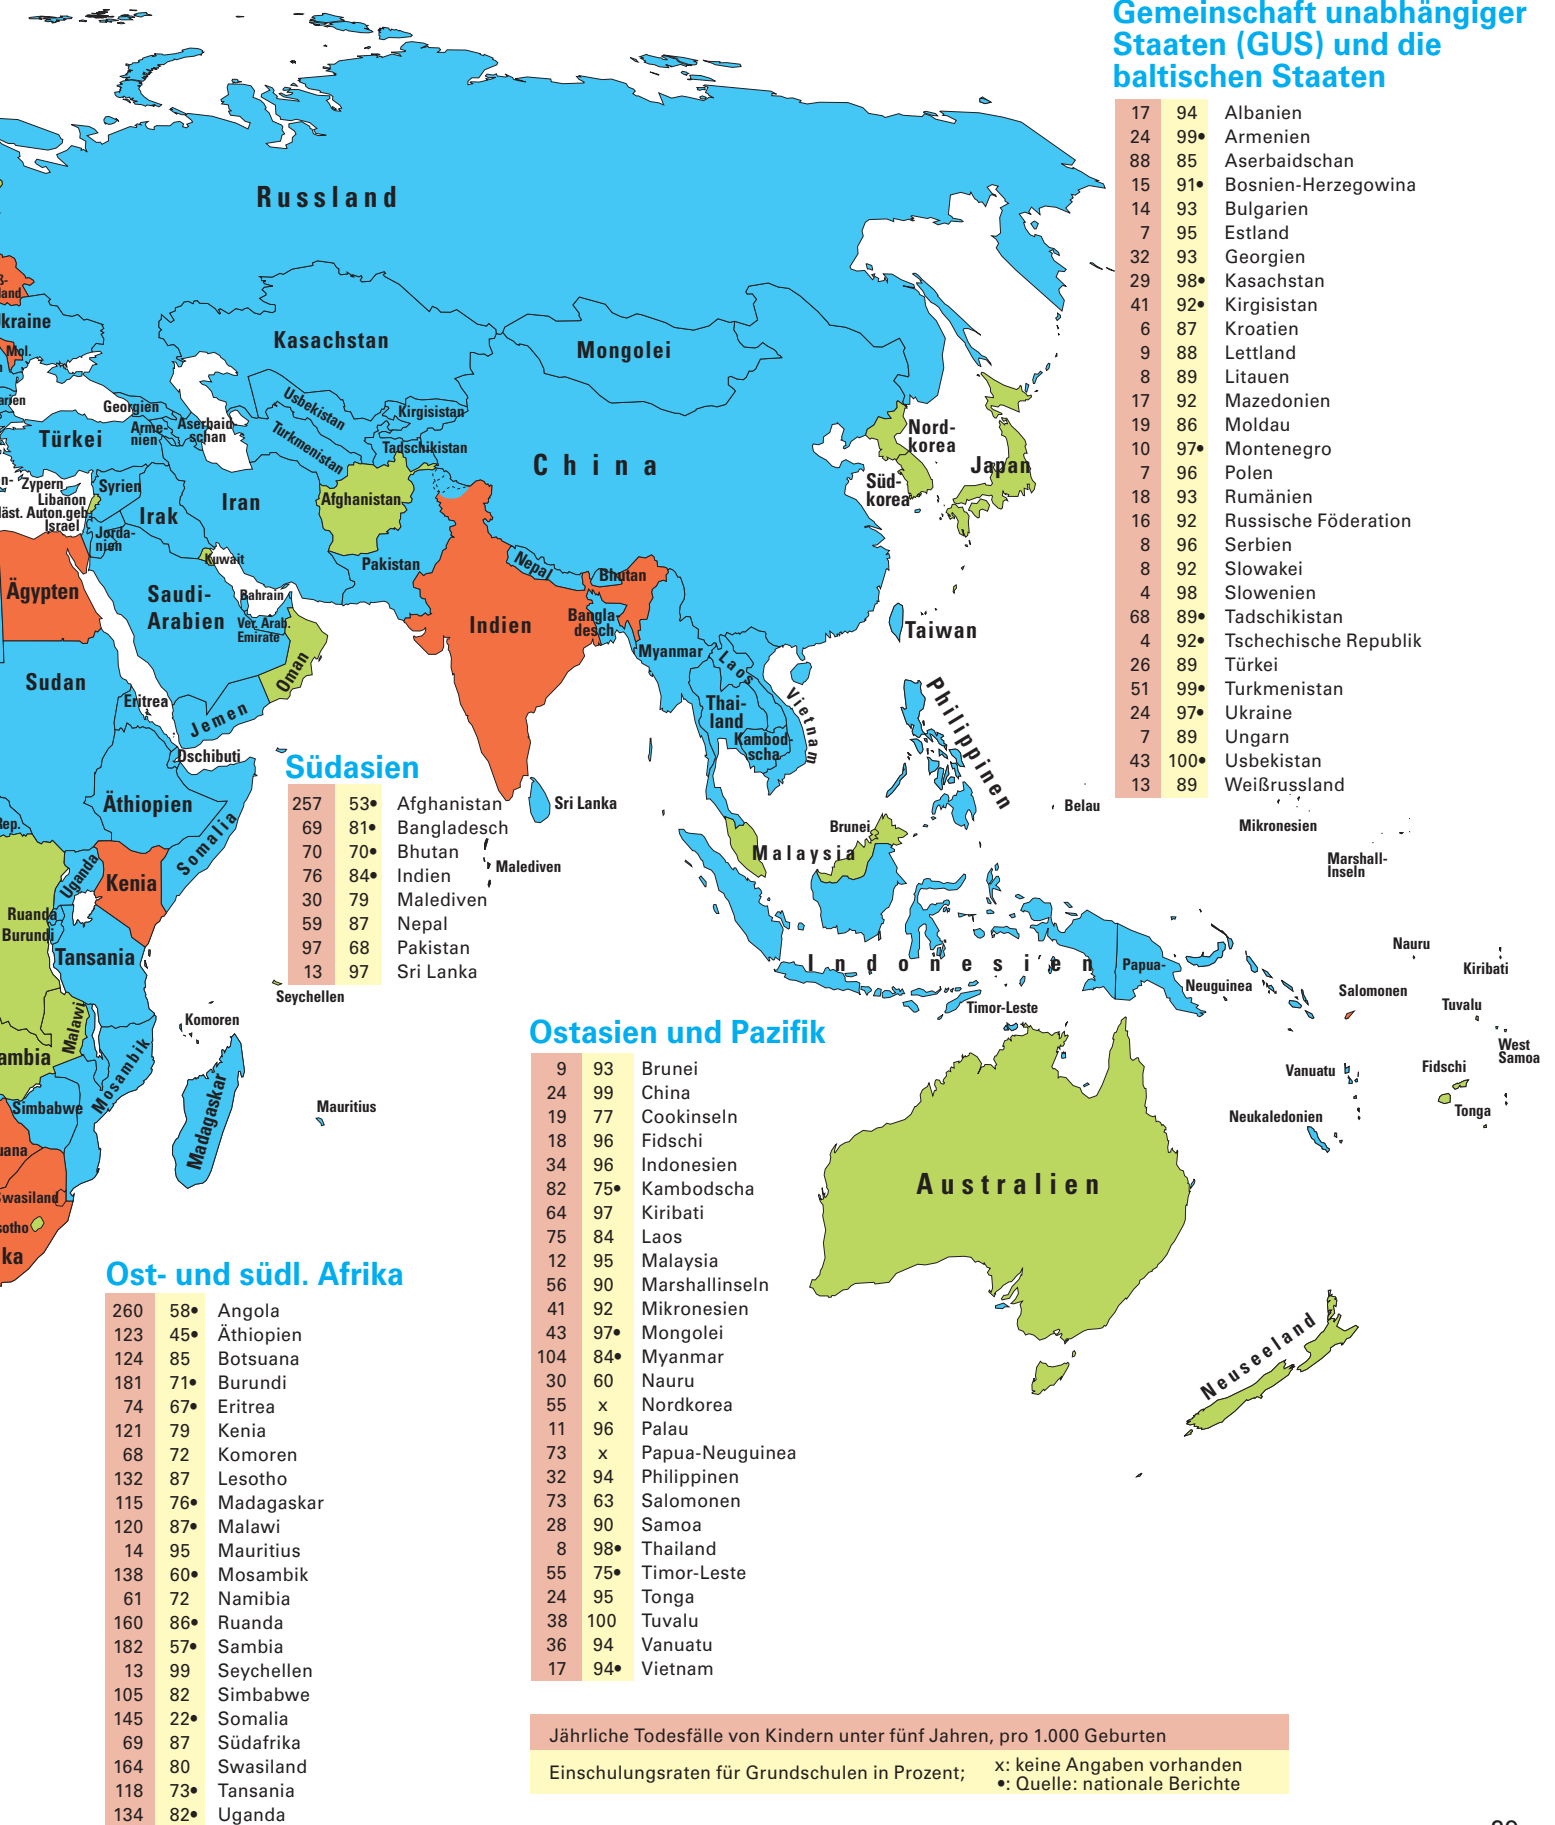 Gemeinschaft unabhängiger
Staaten (GUS) und die
baltischen Staaten
17 94 Albanien
24 99• Armenien
88 85 Aserbaidschan
15 91• Bosnien-Herzegowina
14 93 Bulgarien
7 95 Estland
32 93 Georgien
29 98• Kasachstan
41 92• Kirgisistan
6 87 Kroatien
9 88 Lettland
8 89 Litauen
17 92 Mazedonien
19 86 Moldau
10 97• Montenegro
7 96 Polen
18 93 Rumänien
16 92 Russische Föderation
8 96 Serbien
8 92 Slowakei
4 98 Slowenien
68 89• Tadschikistan
4 92• Tschechische Republik
26 89 Türkei
51 99• Turkmenistan
24 97• Ukraine
7 89 Ungarn
43 100• Usbekistan
13 89 Weißrussland
Russland
land
kraine
Mol.
Kasachstan
Mongolei
Georgien
Arme-
nien
Aserbaid-
schan
Usbekistan
Turkmenistan
Kirgisistan
Tadschikistan
Türkei
China
Nord-
korea
Süd-
korea
Japan
Zypern
Libanon
Auton.geb.
Israel
Syrien
Irak
Iran
Afghanistan
Jorda-
nien
Kuwait
Pakistan
Nepal
Bhutan
Ägypten
Saudi-
Arabien
Bahrain
Ver. Arab.
Emirate
Oman
Indien
Bangla-
desch
Myanmar
Laos
Taiwan
Sudan
Eritrea
Jemen
Dschibuti
Thai-
land
Vietnam
Kambod-
scha
Philippinen
Äthiopien
Somalia
Sri Lanka
Malediven
Belau
Mikronesien
Marshall-
Inseln
Brunei
Malaysia
Rep.
Uganda
Kenia
Ruanda
Burundi
Tansania
Seychellen
Komoren
Malawi
ambia
Mosambik
Simbabwe
Madagaskar
Mauritius
uana
wasiland
sotho
ka
Indonesien
Timor-Leste
Papua-
Neuguinea
Nauru
Kiribati
Salomonen
Tuvalu
West
Samoa
Vanuatu
Fidschi
Neukaledonien
Tonga
Australien
Neuseeland
Südasien
257 53• Afghanistan
69 81• Bangladesch
70 70• Bhutan
76 84• Indien
30 79 Malediven
59 87 Nepal
97 68 Pakistan
13 97 Sri Lanka
Ostasien und Pazifik
9 93 Brunei
24 99 China
19 77 Cookinseln
18 96 Fidschi
34 96 Indonesien
82 75• Kambodscha
64 97 Kiribati
75 84 Laos
12 95 Malaysia
56 90 Marshallinseln
41 92 Mikronesien
43 97• Mongolei
104 84• Myanmar
30 60 Nauru
55 x Nordkorea
11 96 Palau
73 x Papua-Neuguinea
32 94 Philippinen
73 63 Salomonen
28 90 Samoa
8 98• Thailand
55 75• Timor-Leste
24 95 Tonga
38 100 Tuvalu
36 94 Vanuatu
17 94• Vietnam
Ost- und südl. Afrika
260 58• Angola
123 45• Äthiopien
124 85 Botsuana
181 71• Burundi
74 67• Eritrea
121 79 Kenia
68 72 Komoren
132 87 Lesotho
115 76• Madagaskar
120 87• Malawi
14 95 Mauritius
138 60• Mosambik
61 72 Namibia
160 86• Ruanda
182 57• Sambia
13 99 Seychellen
105 82 Simbabwe
145 22• Somalia
69 87 Südafrika
164 80 Swasiland
118 73• Tansania
134 82• Uganda
Jährliche Todesfälle von Kindern unter fünf Jahren, pro 1.000 Geburten
Einschulungsraten für Grundschulen in Prozent; x: keine Angaben vorhanden
•: Quelle: nationale Berichte